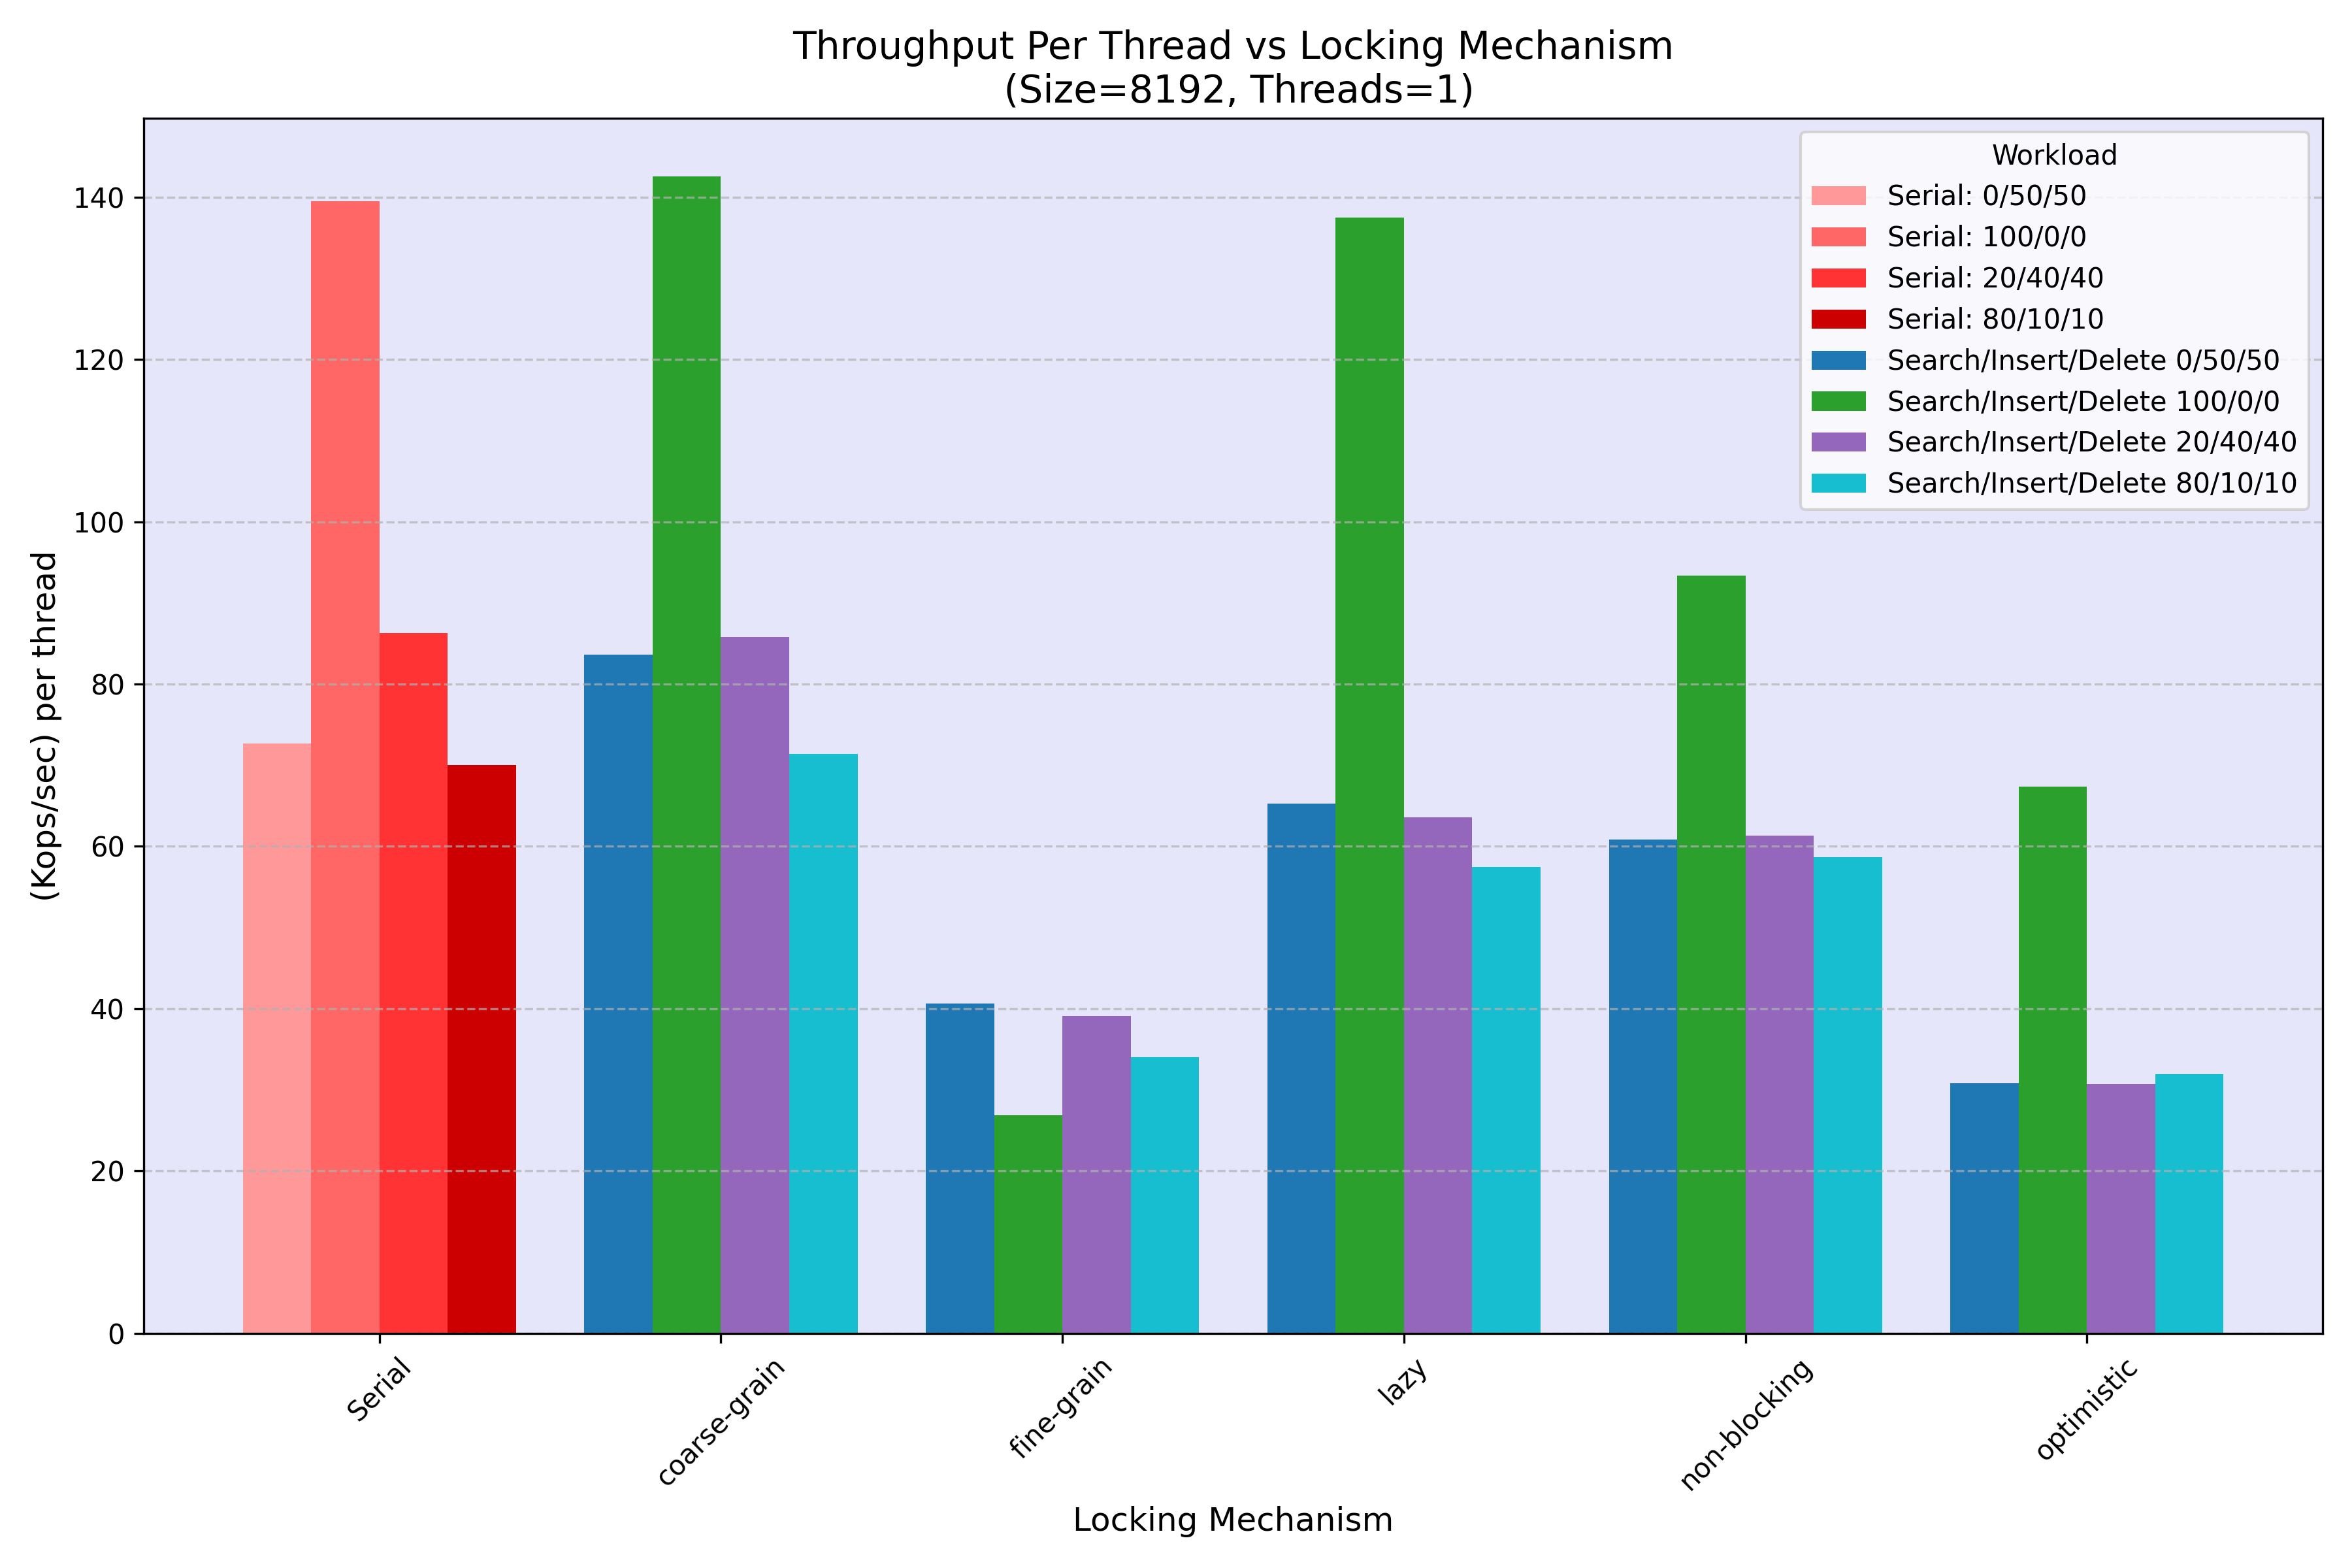 Throughput Per Thread vs Locking Mechanism
(Size=8192, Threads=1)
Workload
Serial: 0/50/50
Serial: 100/0/0
Serial: 20/40/40
Serial: 80/10/10
Search/Insert/Delete 0/50/50
Search/Insert/Delete 100/0/0
Search/Insert/Delete 20/40/40
Search/Insert/Delete 80/10/10
(Kops/sec) per thread
140
120
100
80
60
40
20
0
Serial
coarse-grain
fine-grain
lazy
non-blocking
optimistic
Locking Mechanism